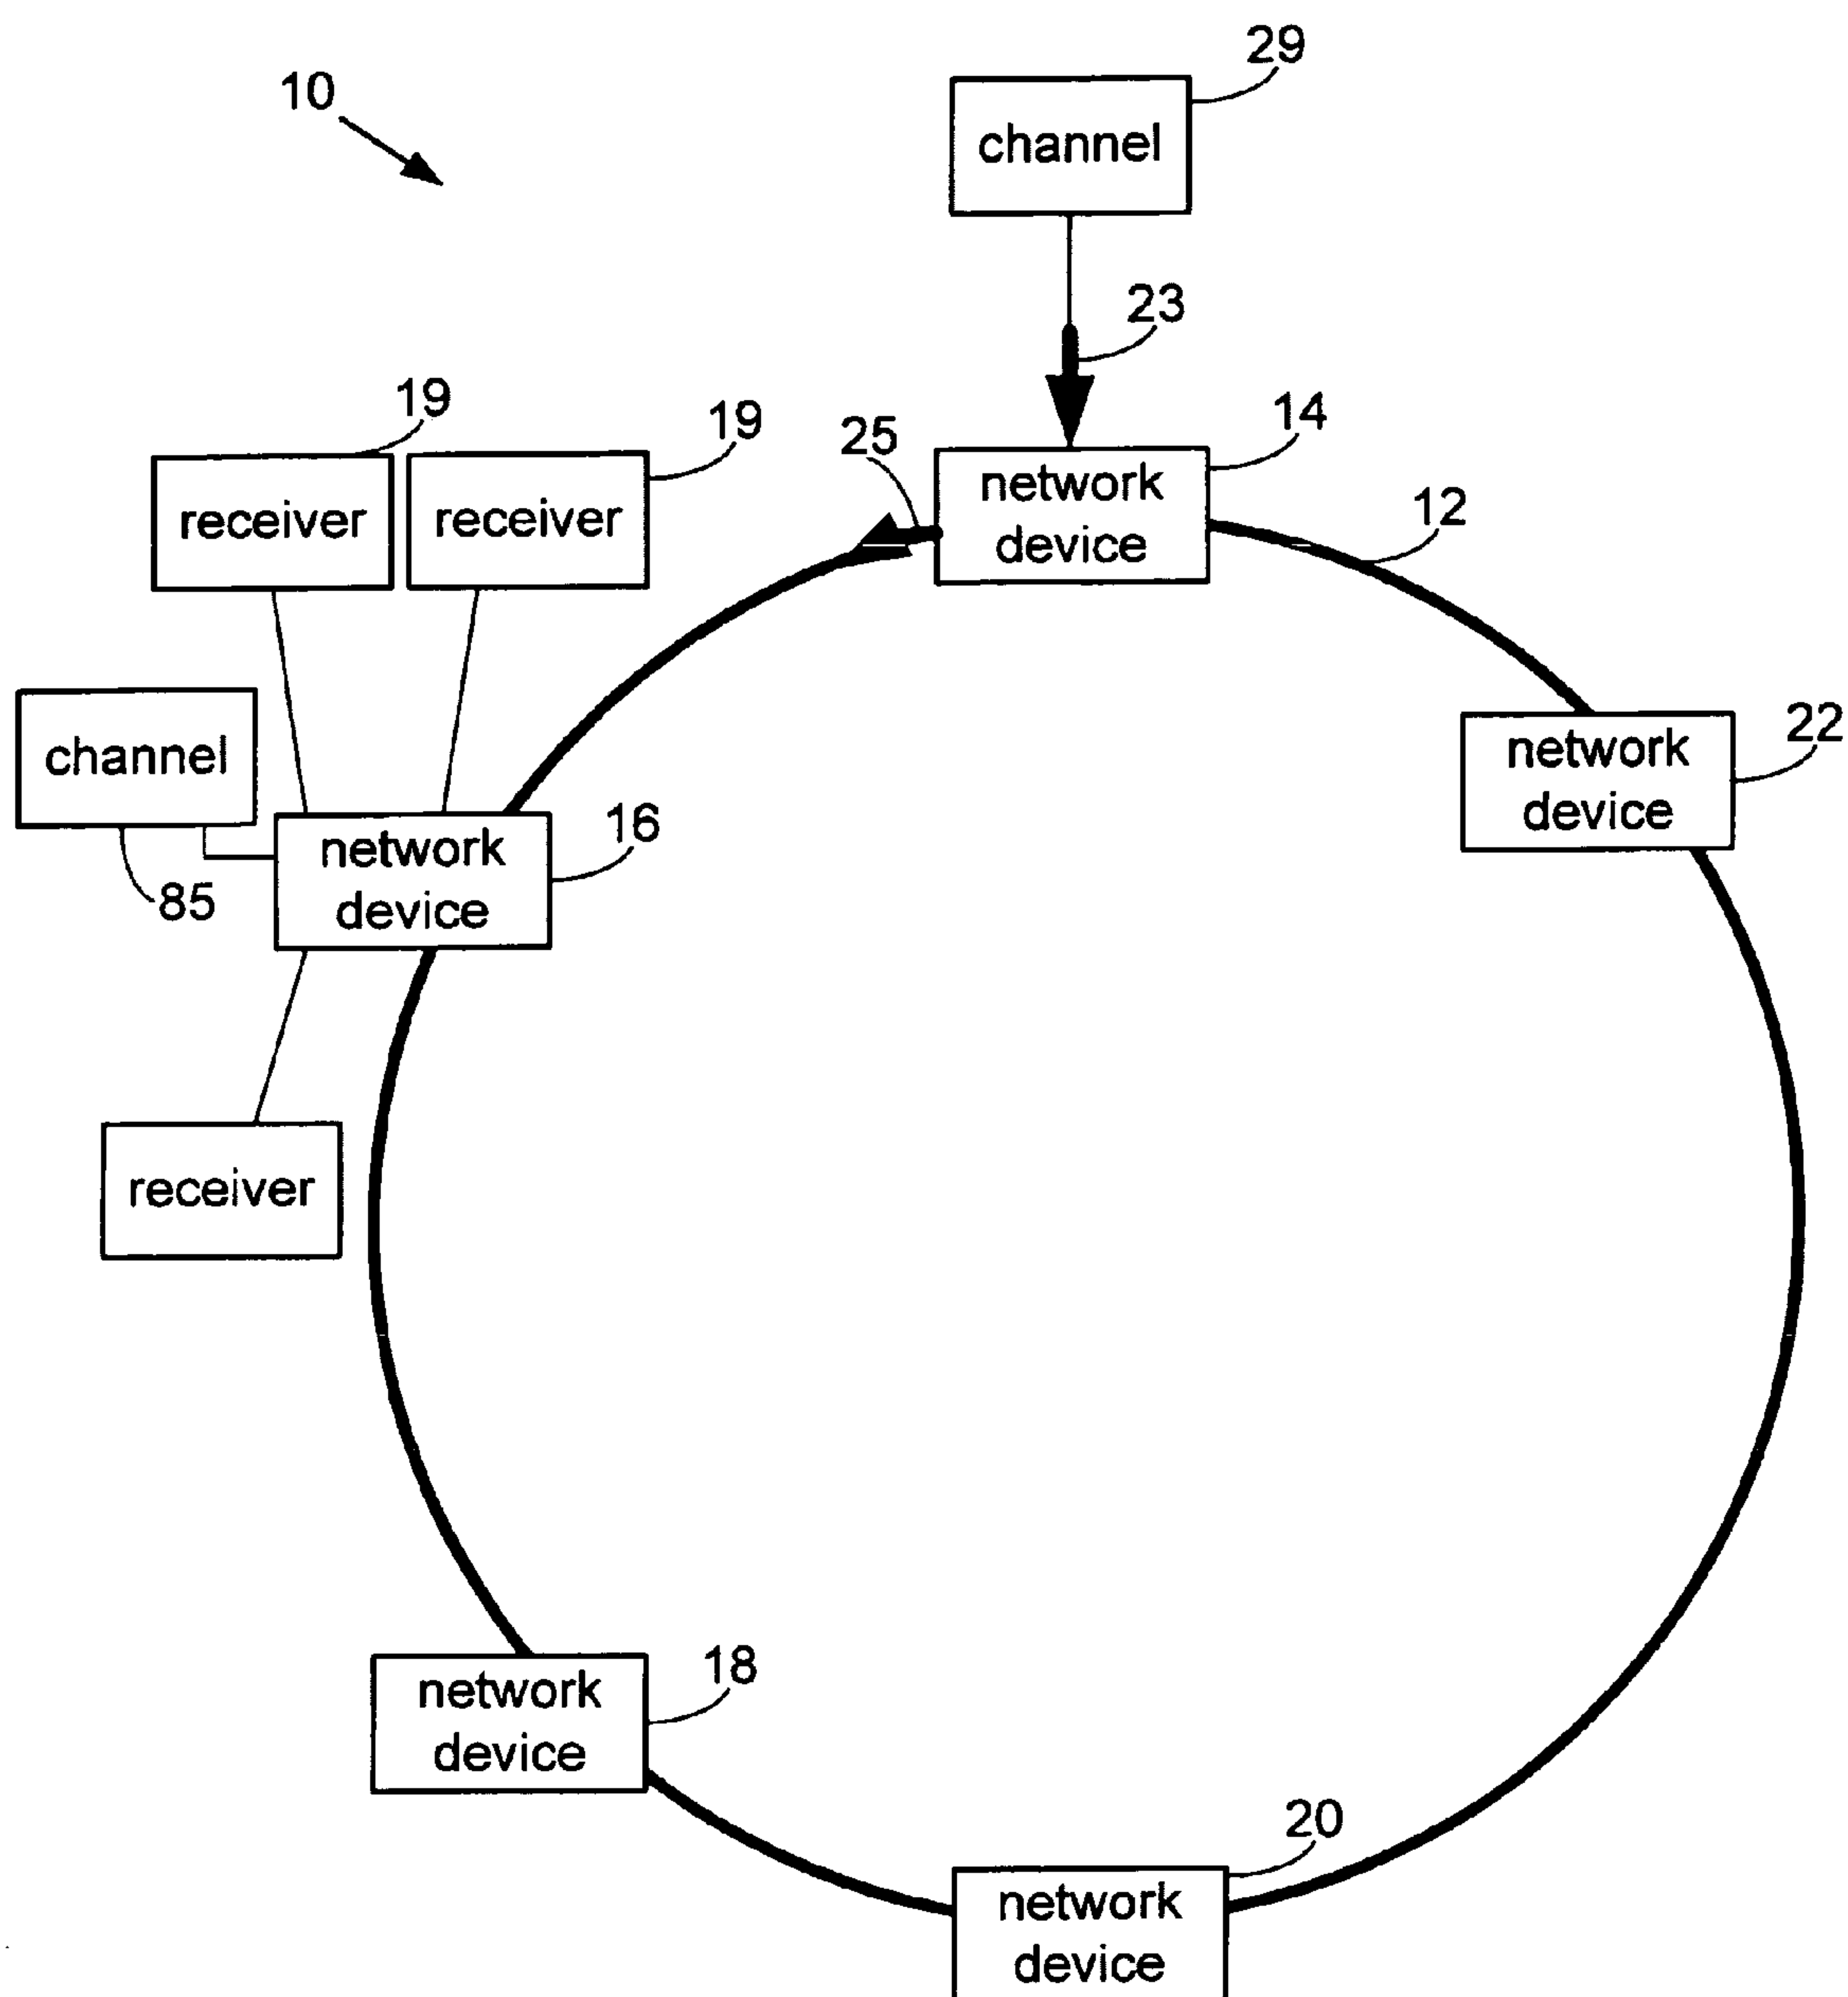 29
10
channel
23
19
19
25
14
network
device
12
receiver
receiver
channel
22
network
device
16
network
device
85
receiver
18
network
device
20
network
device